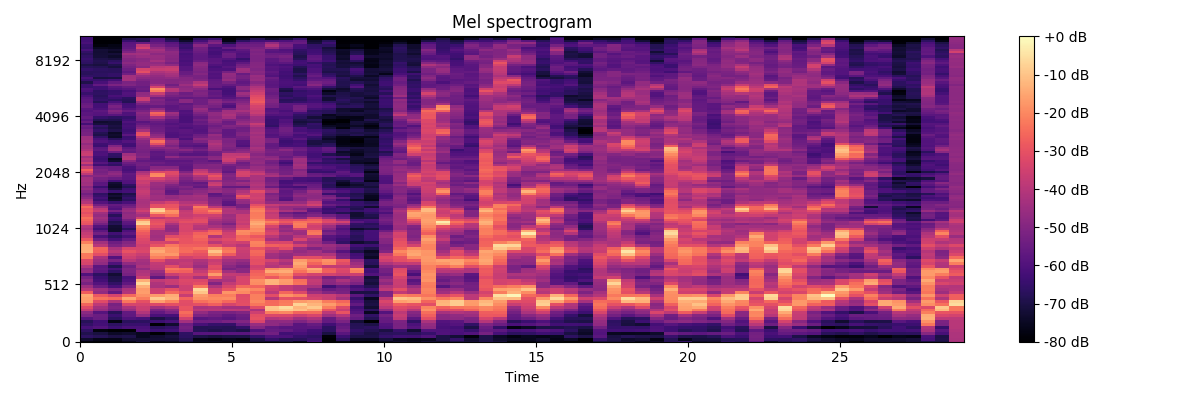 Mel spectrogram
8192
4096
2048
1024
512
0
Hz
0 5 10 15 20 25
Time
+0 dB
-10 dB
-20 dB
-30 dB
-40 dB
-50 dB
-60 dB
-70 dB
-80 dB